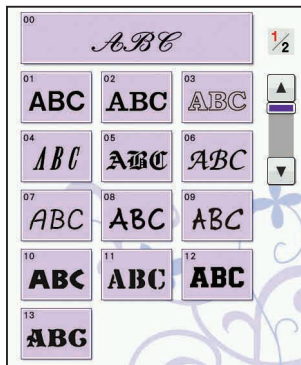 00
ABC
1/2
01 02 03
ABC ABC ABC
04 05 06
ABC ABC ABC
07 08 09
ABC ABC ABC
10 11 12
ABC ABC ABC
13
ABC